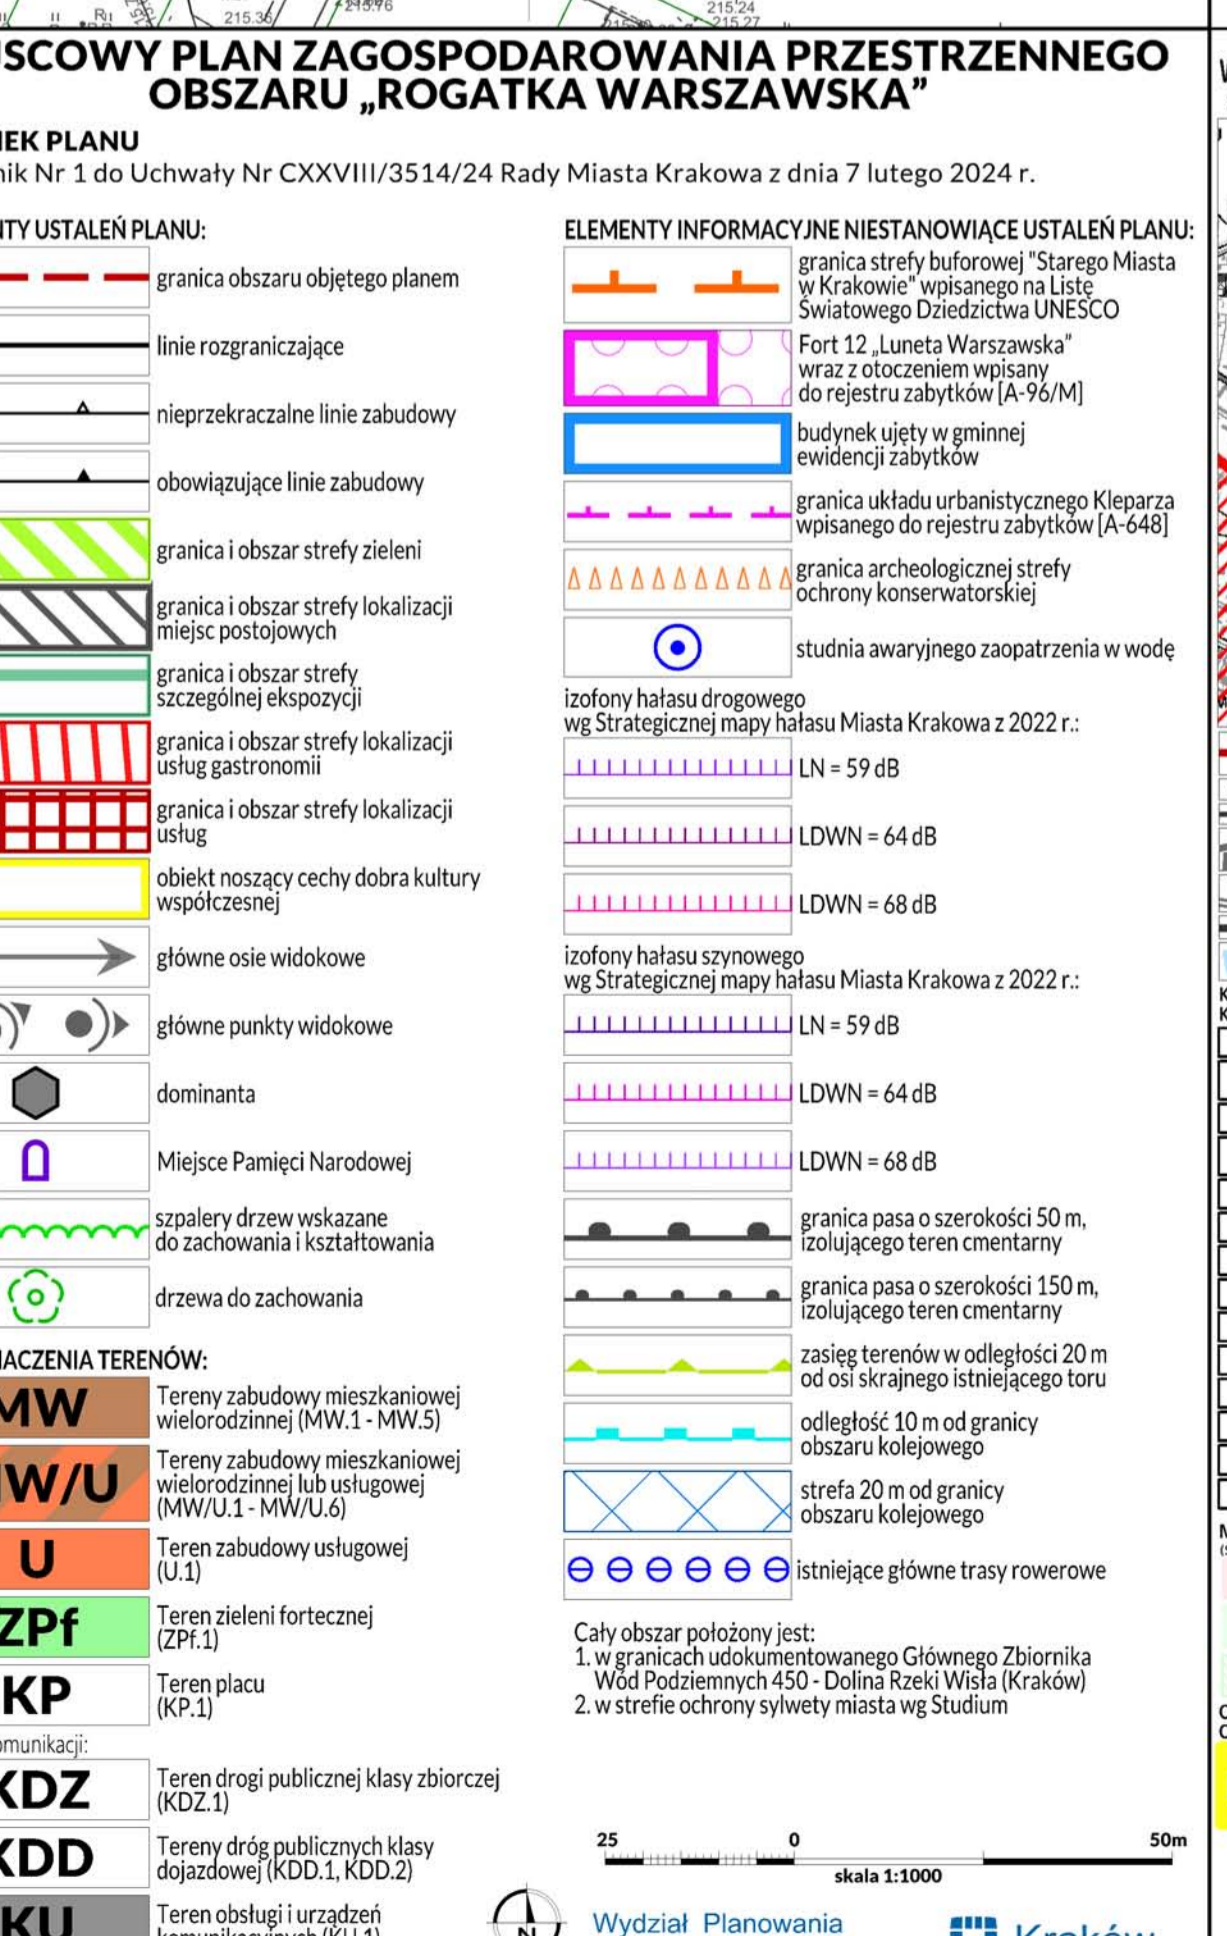 215.36
215.76
215.24
215.27
SCOWY PLAN ZAGOSPODAROWANIA PRZESTRZENNEGO
OBSZARU „ROGATKA WARSZAWSKA”
EK PLANU
nik Nr 1 do Uchwały Nr CXXVIII/3514/24 Rady Miasta Krakowa z dnia 7 lutego 2024 r.
NTY USTALEŃ PLANU:
granica obszaru objętego planem
linie rozgraniczające
nieprzekraczalne linie zabudowy
obowiązujące linie zabudowy
granica i obszar strefy zieleni
granica i obszar strefy lokalizacji
miejsc postojowych
granica i obszar strefy
szczególnej ekspozycji
granica i obszar strefy lokalizacji
usług gastronomii
granica i obszar strefy lokalizacji
usług
obiekt noszący cechy dobra kultury
współczesnej
główne osie widokowe
główne punkty widokowe
dominanta
Miejsce Pamięci Narodowej
szpalery drzew wskazane
do zachowania i kształtowania
drzewa do zachowania
ACZENIA TERENÓW:
MW
Tereny zabudowy mieszkaniowej
wielorodzinnej (MW.1 - MW.5)
W/U
Tereny zabudowy mieszkaniowej
wielorodzinnej lub usługowej
(MW/U.1 - MW/U.6)
U
Teren zabudowy usługowej
(U.1)
ZPf
Teren zieleni fortecznej
(ZPf.1)
KP
Teren placu
(KP.1)
omunikacji:
KDZ
Teren drogi publicznej klasy zbiorczej
(KDZ.1)
KDD
Tereny dróg publicznych klasy
dojazdowej (KDD.1, KDD.2)
KU
Teren obsługi i urządzeń
komunikacyjnych (KU.1)
ELEMENTY INFORMACYJNE NIESTANOWIĄCE USTALEŃ PLANU:
granica strefy buforowej "Starego Miasta
w Krakowie" wpisanego na Listę
Światowego Dziedzictwa UNESCO
Fort 12 „Luneta Warszawska”
wraz z otoczeniem wpisany
do rejestru zabytków [A-96/M]
budynek ujęty w gminnej
ewidencji zabytków
granica układu urbanistycznego Kleparza
wpisanego do rejestru zabytków [A-648]
granica archeologicznej strefy
ochrony konserwatorskiej
studnia awaryjnego zaopatrzenia w wodę
izofony hałasu drogowego
wg Strategicznej mapy hałasu Miasta Krakowa z 2022 r.:
LN = 59 dB
LDWN = 64 dB
LDWN = 68 dB
izofony hałasu szynowego
wg Strategicznej mapy hałasu Miasta Krakowa z 2022 r.:
LN = 59 dB
LDWN = 64 dB
LDWN = 68 dB
granica pasa o szerokości 50 m,
izolującego teren cmentarny
granica pasa o szerokości 150 m,
izolującego teren cmentarny
zasięg terenów w odległości 20 m
od osi skrajnego istniejącego toru
odległość 10 m od granicy
obszaru kolejowego
strefa 20 m od granicy
obszaru kolejowego
istniejące główne trasy rowerowe
Cały obszar położony jest:
1. w granicach udokumentowanego Głównego Zbiornika
Wód Podziemnych 450 - Dolina Rzeki Wisła (Kraków)
2. w strefie ochrony sylwety miasta wg Studium
25 0 50m
skala 1:1000
N
Wydział Planowania
Kraków